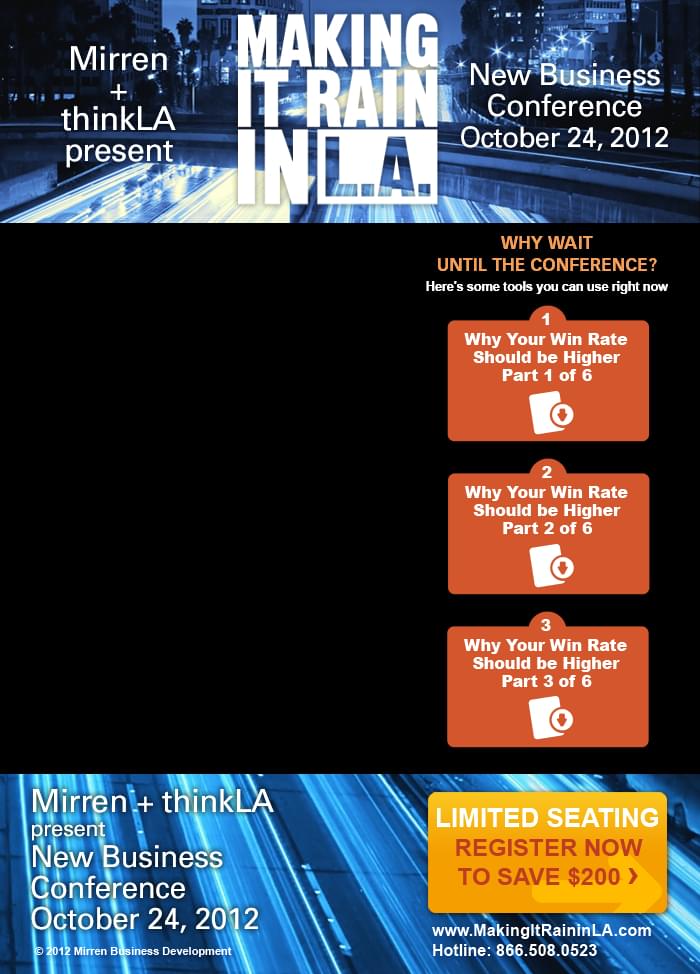 Mirren
+
thinkLA
present
MAKING
IT RAIN
IN L.A.
New Business
Conference
October 24, 2012
WHY WAIT
UNTIL THE CONFERENCE?
Here's some tools you can use right now
1
Why Your Win Rate
Should be Higher
Part 1 of 6
2
Why Your Win Rate
Should be Higher
Part 2 of 6
3
Why Your Win Rate
Should be Higher
Part 3 of 6
Mirren + thinkLA
present
New Business
Conference
October 24, 2012
© 2012 Mirren Business Development
LIMITED SEATING
REGISTER NOW
TO SAVE $200 ›
www.MakingItRainInLA.com
Hotline: 866.508.0523